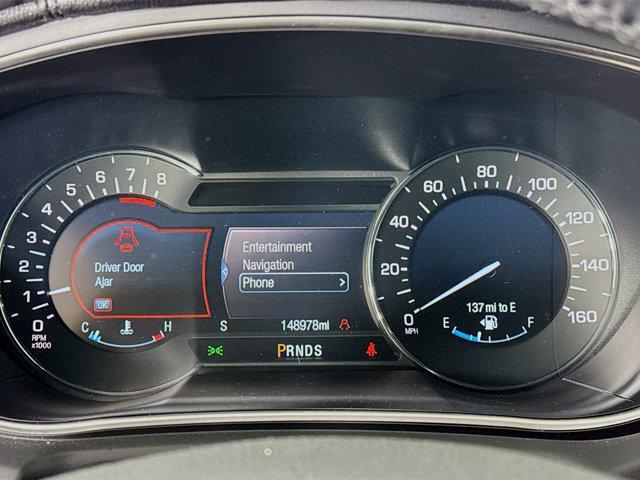 8
7
6
5
4
3
2
1
0
RPM
x1000
Driver Door
Ajar
OK
C H
Entertainment
Navigation
Phone >
S 148978mi
PRNDS
0
20
40
60
80
100
120
140
160
MPH
137 mi to E
E F